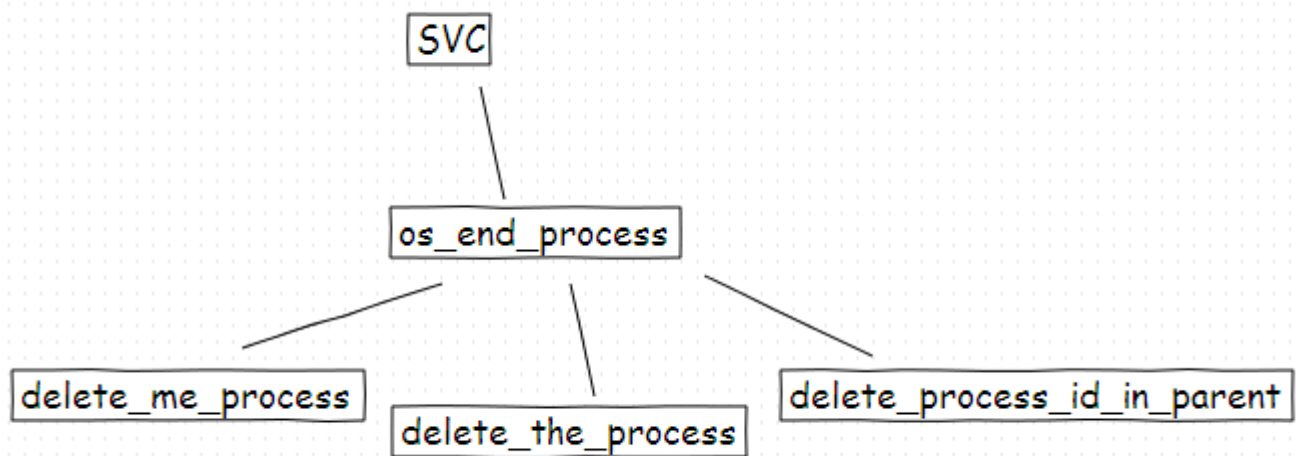 SVC
os_end_process
delete_me_process
delete_the_process
delete_process_id_in_parent